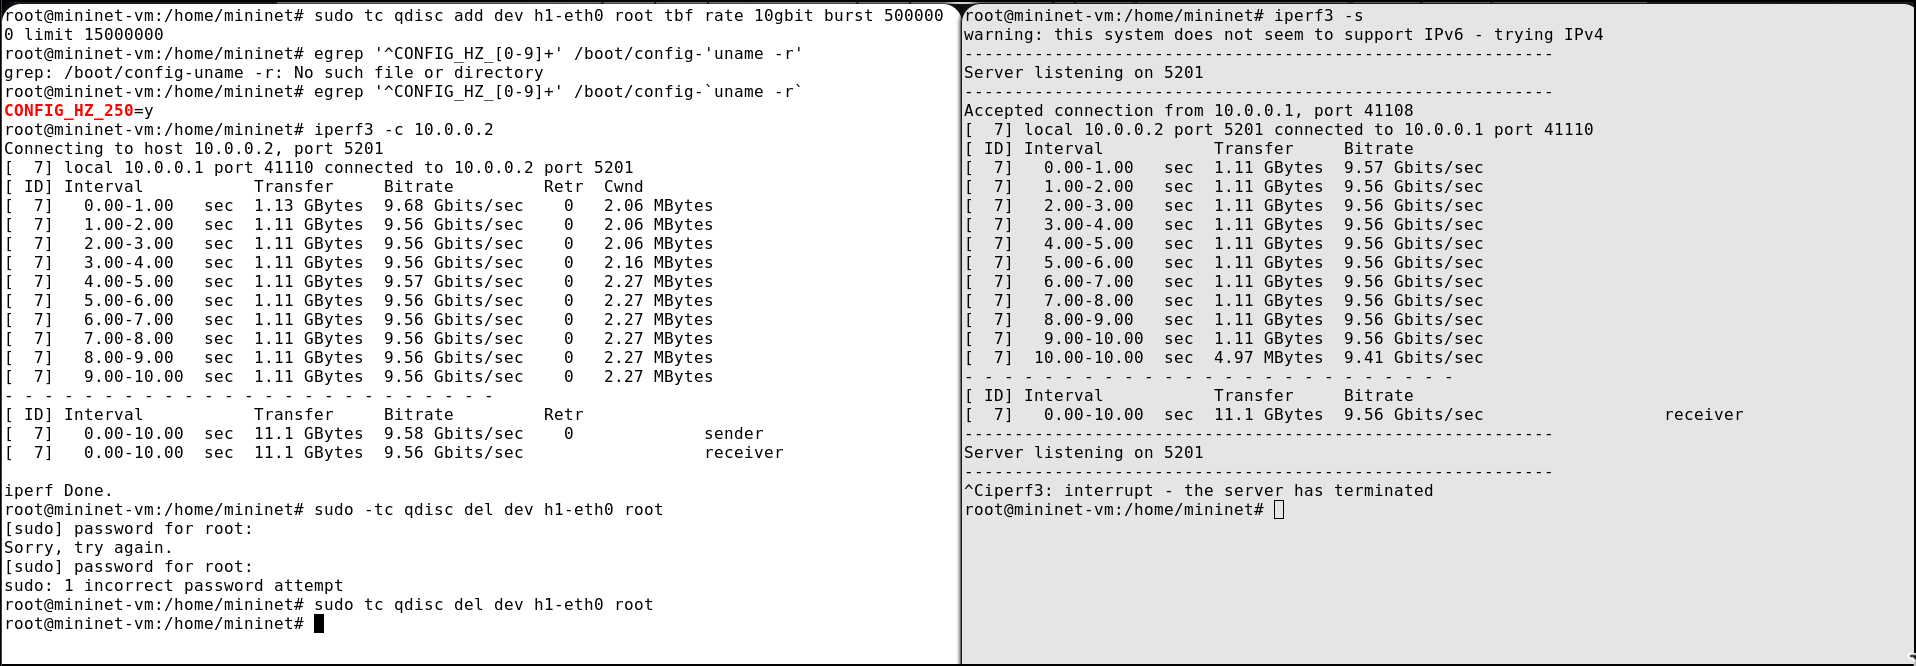 root@mininet-vm:/home/mininet# sudo tc qdisc add dev h1-eth0 root tbf rate 10gbit burst 500000
0 limit 15000000
root@mininet-vm:/home/mininet# egrep '^CONFIG_HZ_[0-9]+' /boot/config-'uname -r'
grep: /boot/config-uname -r: No such file or directory
root@mininet-vm:/home/mininet# egrep '^CONFIG_HZ_[0-9]+' /boot/config-`uname -r`
CONFIG_HZ_250=y
root@mininet-vm:/home/mininet# iperf3 -c 10.0.0.2
Connecting to host 10.0.0.2, port 5201
[  7] local 10.0.0.1 port 41110 connected to 10.0.0.2 port 5201
[ ID] Interval           Transfer     Bitrate         Retr  Cwnd
[  7]   0.00-1.00   sec  1.13 GBytes  9.68 Gbits/sec    0   2.06 MBytes
[  7]   1.00-2.00   sec  1.11 GBytes  9.56 Gbits/sec    0   2.06 MBytes
[  7]   2.00-3.00   sec  1.11 GBytes  9.56 Gbits/sec    0   2.06 MBytes
[  7]   3.00-4.00   sec  1.11 GBytes  9.56 Gbits/sec    0   2.16 MBytes
[  7]   4.00-5.00   sec  1.11 GBytes  9.57 Gbits/sec    0   2.27 MBytes
[  7]   5.00-6.00   sec  1.11 GBytes  9.56 Gbits/sec    0   2.27 MBytes
[  7]   6.00-7.00   sec  1.11 GBytes  9.56 Gbits/sec    0   2.27 MBytes
[  7]   7.00-8.00   sec  1.11 GBytes  9.56 Gbits/sec    0   2.27 MBytes
[  7]   8.00-9.00   sec  1.11 GBytes  9.56 Gbits/sec    0   2.27 MBytes
[  7]   9.00-10.00  sec  1.11 GBytes  9.56 Gbits/sec    0   2.27 MBytes
- - - - - - - - - - - - - - - - - - - - - - - - -
[ ID] Interval           Transfer     Bitrate         Retr
[  7]   0.00-10.00  sec  11.1 GBytes  9.58 Gbits/sec    0             sender
[  7]   0.00-10.00  sec  11.1 GBytes  9.56 Gbits/sec                  receiver
iperf Done.
root@mininet-vm:/home/mininet# sudo -tc qdisc del dev h1-eth0 root
[sudo] password for root:
Sorry, try again.
[sudo] password for root:
sudo: 1 incorrect password attempt
root@mininet-vm:/home/mininet# sudo tc qdisc del dev h1-eth0 root
root@mininet-vm:/home/mininet#
root@mininet-vm:/home/mininet# iperf3 -s
warning: this system does not seem to support IPv6 - trying IPv4
-----------------------------------------------------------
Server listening on 5201
-----------------------------------------------------------
Accepted connection from 10.0.0.1, port 41108
[  7] local 10.0.0.2 port 5201 connected to 10.0.0.1 port 41110
[ ID] Interval           Transfer     Bitrate
[  7]   0.00-1.00   sec  1.11 GBytes  9.57 Gbits/sec
[  7]   1.00-2.00   sec  1.11 GBytes  9.56 Gbits/sec
[  7]   2.00-3.00   sec  1.11 GBytes  9.56 Gbits/sec
[  7]   3.00-4.00   sec  1.11 GBytes  9.56 Gbits/sec
[  7]   4.00-5.00   sec  1.11 GBytes  9.56 Gbits/sec
[  7]   5.00-6.00   sec  1.11 GBytes  9.56 Gbits/sec
[  7]   6.00-7.00   sec  1.11 GBytes  9.56 Gbits/sec
[  7]   7.00-8.00   sec  1.11 GBytes  9.56 Gbits/sec
[  7]   8.00-9.00   sec  1.11 GBytes  9.56 Gbits/sec
[  7]   9.00-10.00  sec  1.11 GBytes  9.56 Gbits/sec
[  7]  10.00-10.00  sec  4.97 MBytes  9.41 Gbits/sec
- - - - - - - - - - - - - - - - - - - - - - - - -
[ ID] Interval           Transfer     Bitrate
[  7]   0.00-10.00  sec  11.1 GBytes  9.56 Gbits/sec                  receiver
-----------------------------------------------------------
Server listening on 5201
-----------------------------------------------------------
^Ciperf3: interrupt - the server has terminated
root@mininet-vm:/home/mininet#